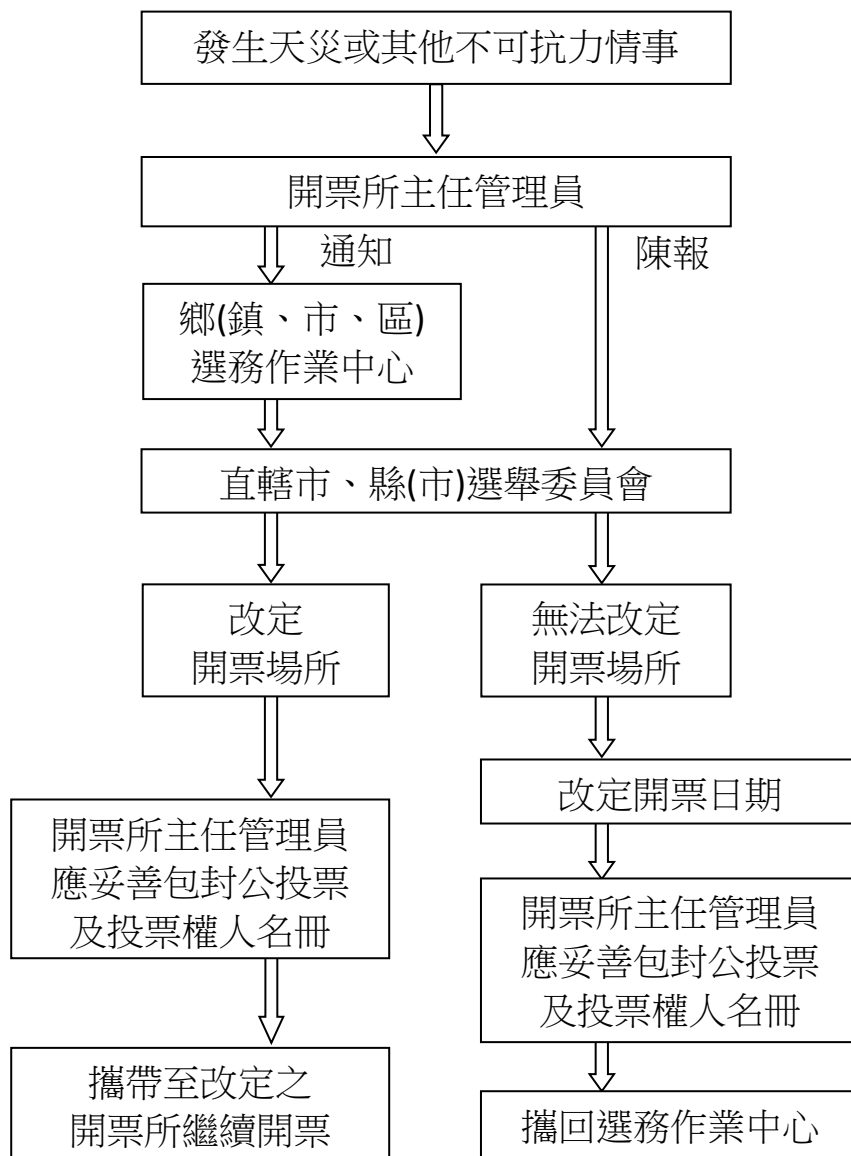 發生天災或其他不可抗力情事
開票所主任管理員
通知
陳報
鄉(鎮、市、區)
選務作業中心
直轄市、縣(市)選舉委員會
改定
開票場所
無法改定
開票場所
改定開票日期
開票所主任管理員
應妥善包封公投票
及投票權人名冊
開票所主任管理員
應妥善包封公投票
及投票權人名冊
攜帶至改定之
開票所繼續開票
攜回選務作業中心